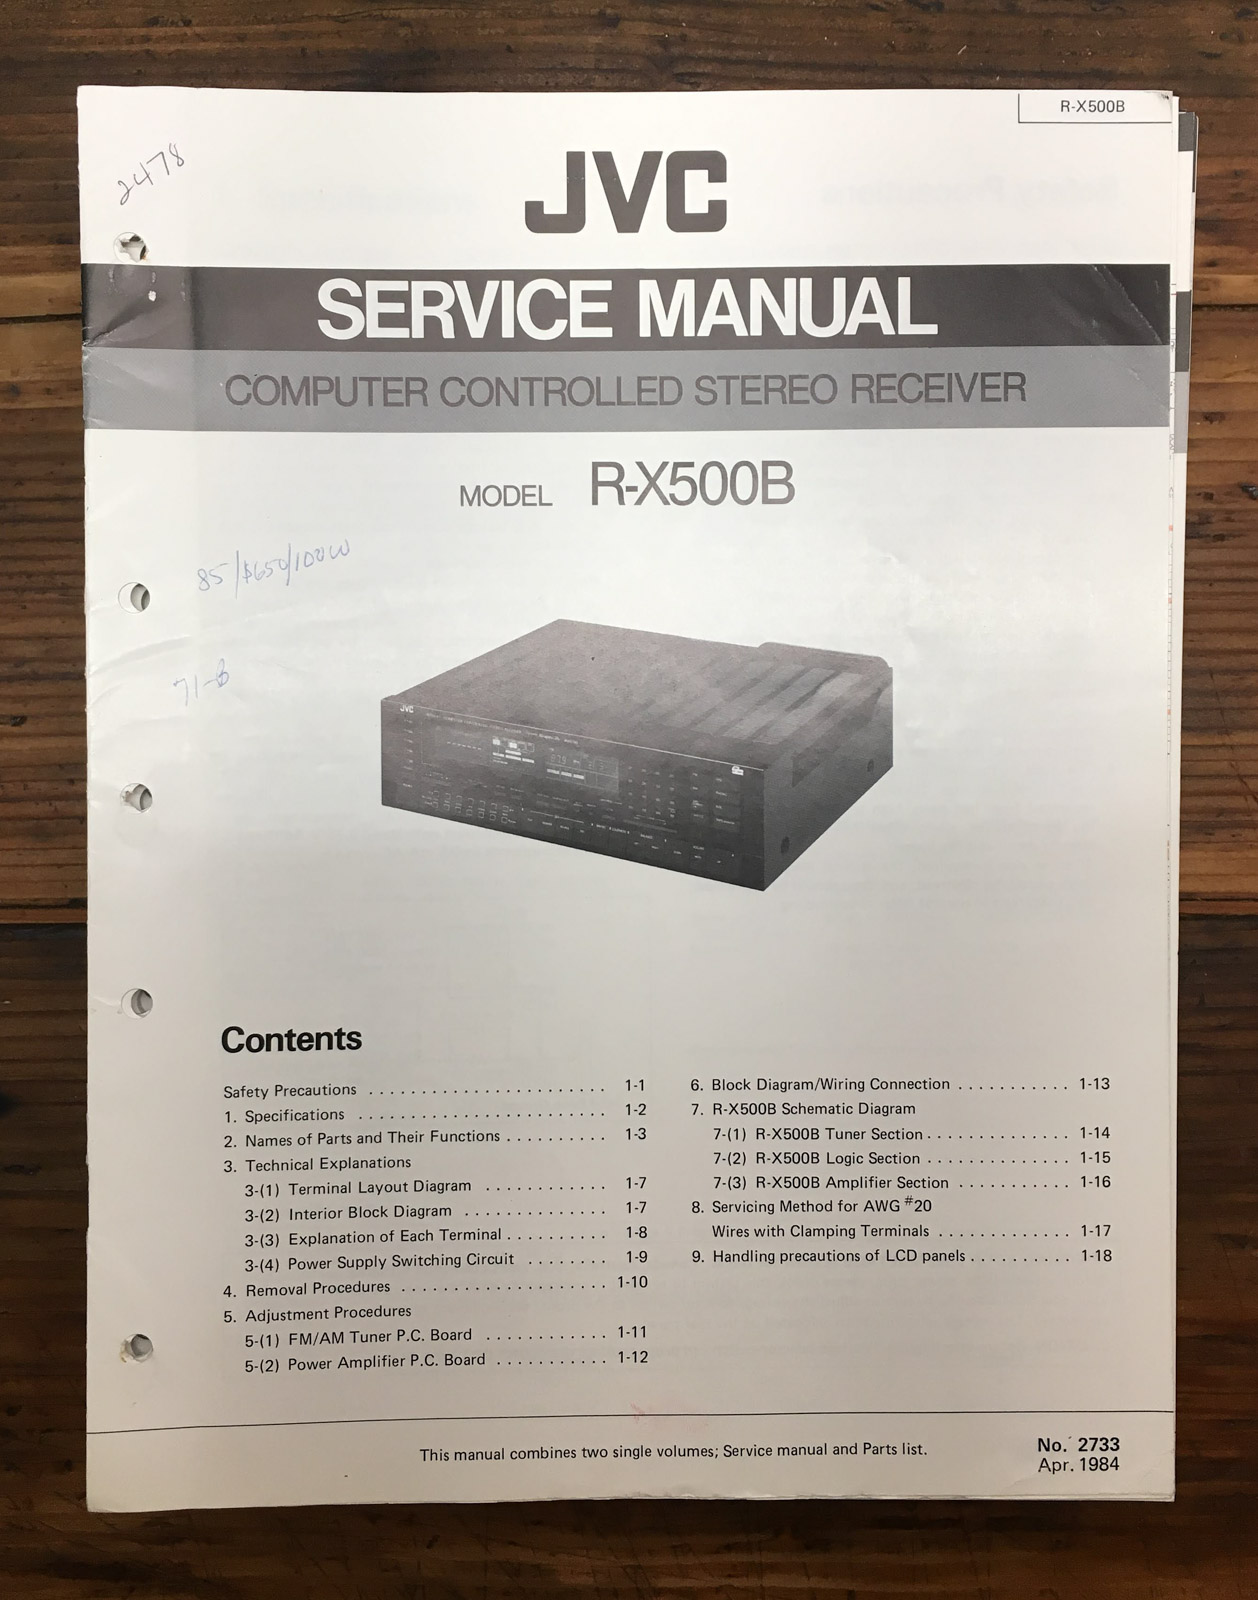 R-X500B
2478
JVC
SERVICE MANUAL
COMPUTER CONTROLLED STEREO RECEIVER
MODEL R-X500B
85/$650/100W
71-B
JVC
Contents
Safety Precautions . . . . . . . . . . . . . . . . . . . . . . 1-1
1. Specifications . . . . . . . . . . . . . . . . . . . . . . . 1-2
2. Names of Parts and Their Functions . . . . . . . . . . 1-3
3. Technical Explanations
3-(1) Terminal Layout Diagram . . . . . . . . . . . . 1-7
3-(2) Interior Block Diagram . . . . . . . . . . . . . . 1-7
3-(3) Explanation of Each Terminal . . . . . . . . . . 1-8
3-(4) Power Supply Switching Circuit . . . . . . . . 1-9
4. Removal Procedures . . . . . . . . . . . . . . . . . . . 1-10
5. Adjustment Procedures
5-(1) FM/AM Tuner P.C. Board . . . . . . . . . . . . 1-11
5-(2) Power Amplifier P.C. Board . . . . . . . . . . . 1-12
6. Block Diagram/Wiring Connection . . . . . . . . . . . 1-13
7. R-X500B Schematic Diagram
7-(1) R-X500B Tuner Section . . . . . . . . . . . . . . 1-14
7-(2) R-X500B Logic Section . . . . . . . . . . . . . . 1-15
7-(3) R-X500B Amplifier Section . . . . . . . . . . . 1-16
8. Servicing Method for AWG #20
Wires with Clamping Terminals . . . . . . . . . . . . . 1-17
9. Handling precautions of LCD panels . . . . . . . . . . 1-18
This manual combines two single volumes; Service manual and Parts list.
No. 2733
Apr. 1984